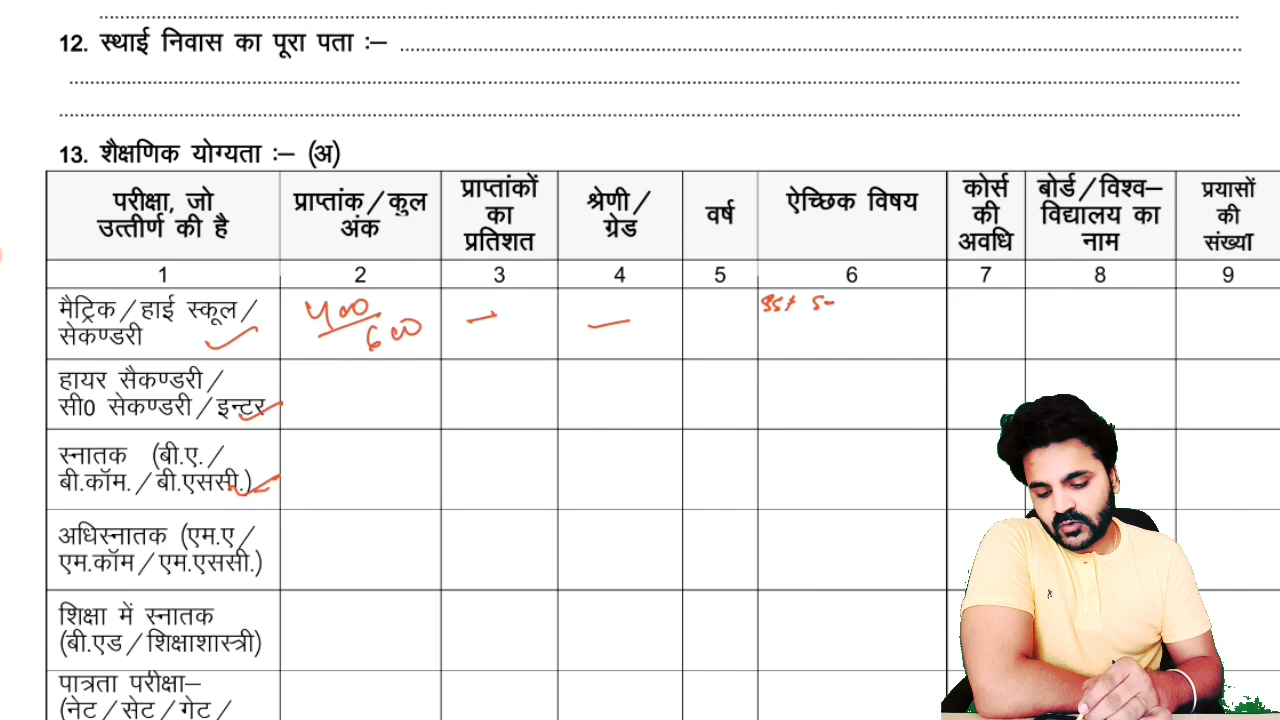 12. स्थाई निवास का पूरा पता :–
13. शैक्षणिक योग्यता :– (अ)
परीक्षा, जो उत्तीर्ण की है
प्राप्तांक/कुल अंक
प्राप्तांकों का प्रतिशत
श्रेणी/ग्रेड
वर्ष
ऐच्छिक विषय
कोर्स की अवधि
बोर्ड/विश्व–विद्यालय का नाम
प्रयासों की संख्या
1 2 3 4 5 6 7 8 9
मैट्रिक/हाई स्कूल/
सेकण्डरी
400
600
हायर सैकण्डरी/
सी0 सेकण्डरी/इन्टर
स्नातक (बी.ए./
बी.कॉम./बी.एससी.)
अधिस्नातक (एम.ए/
एम.कॉम/एम.एससी.)
शिक्षा में स्नातक
(बी.एड/शिक्षाशास्त्री)
पात्रता परीक्षा–
(नेट/सेट/गेट/